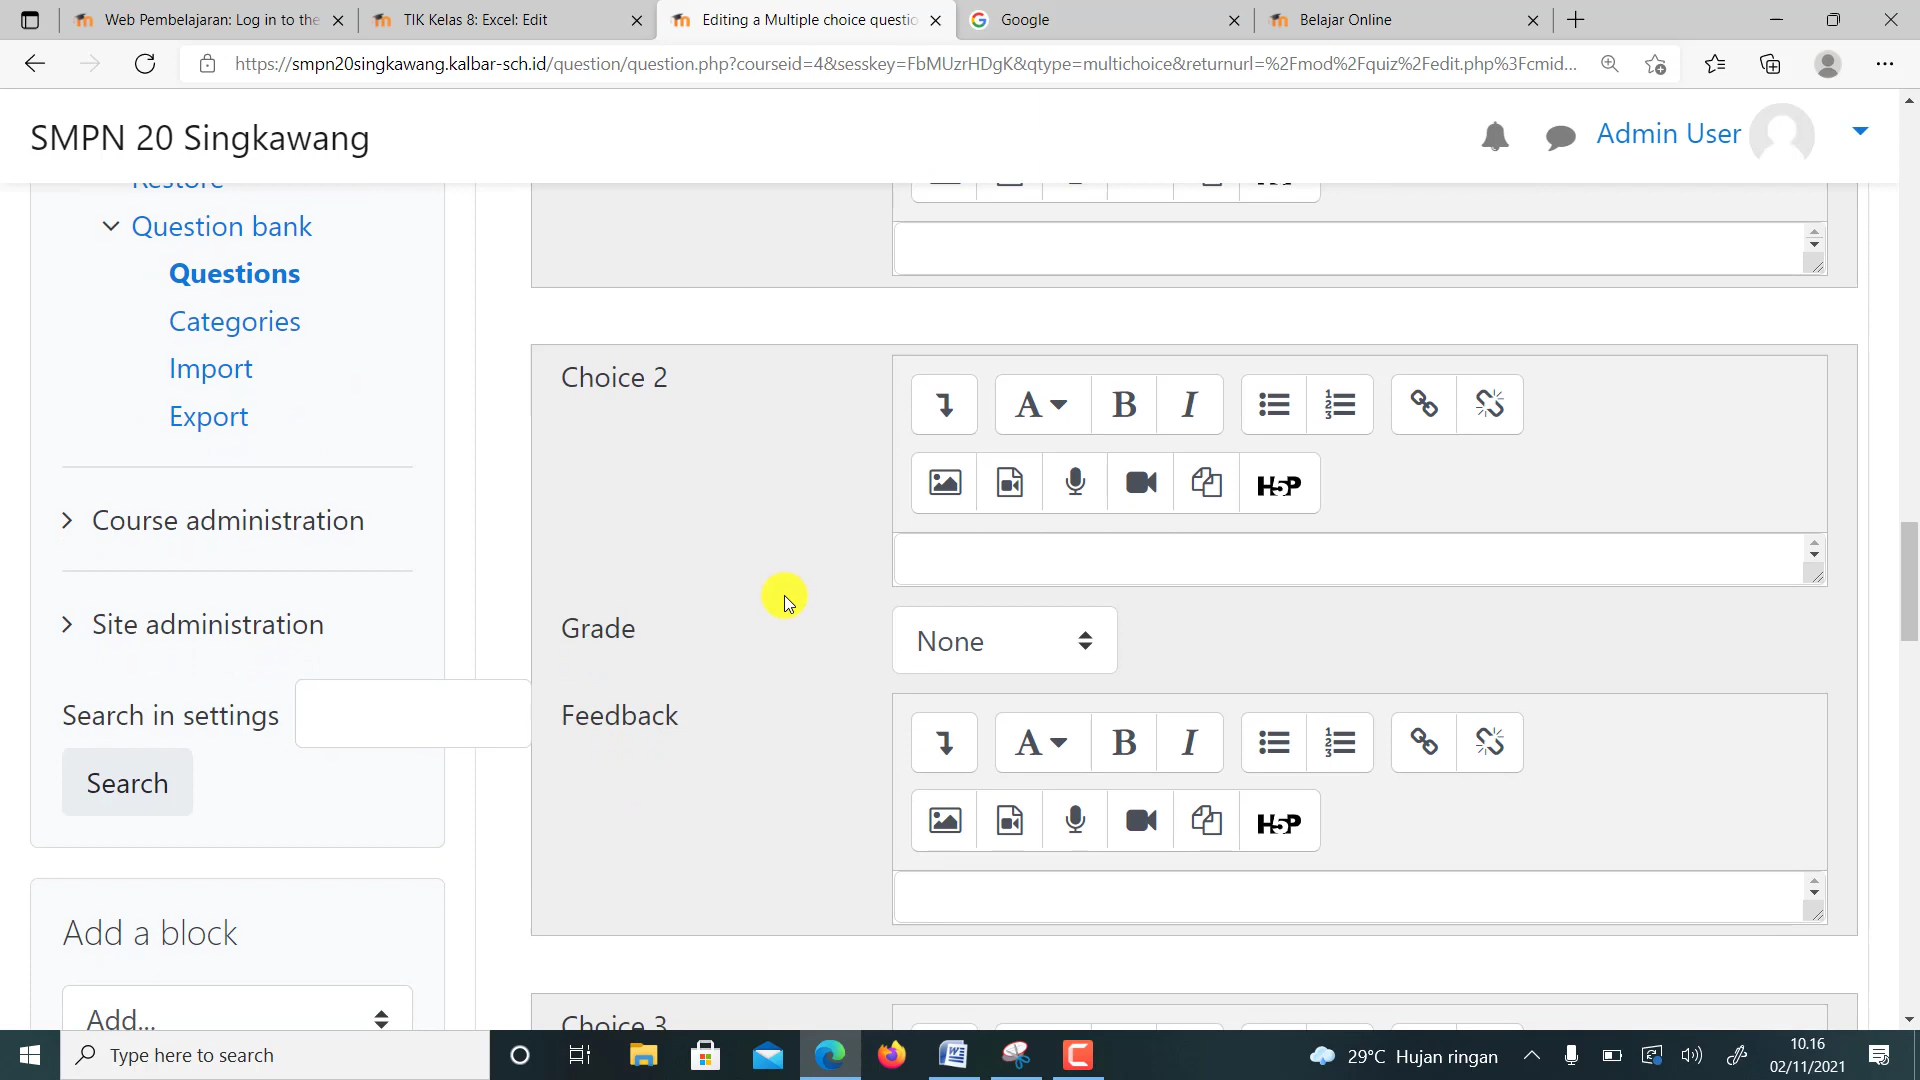 Web Pembelajaran: Log in to the
TIK Kelas 8: Excel: Edit
Editing a Multiple choice questio
Google
Belajar Online
https://smpn20singkawang.kalbar-sch.id/question/question.php?courseid=4&sesskey=FbMUzrHDgK&qtype=multichoice&returnurl=%2Fmod%2Fquiz%2Fedit.php%3Fcmid...
SMPN 20 Singkawang
Admin User
Restore
Question bank
Questions
Categories
Import
Export
Course administration
Site administration
Search in settings
Search
Add a block
Add...
Choice 2
A B I
H5P
Grade
None
Feedback
A B I
H5P
Choice 3
Type here to search
29°C Hujan ringan
10.16
02/11/2021